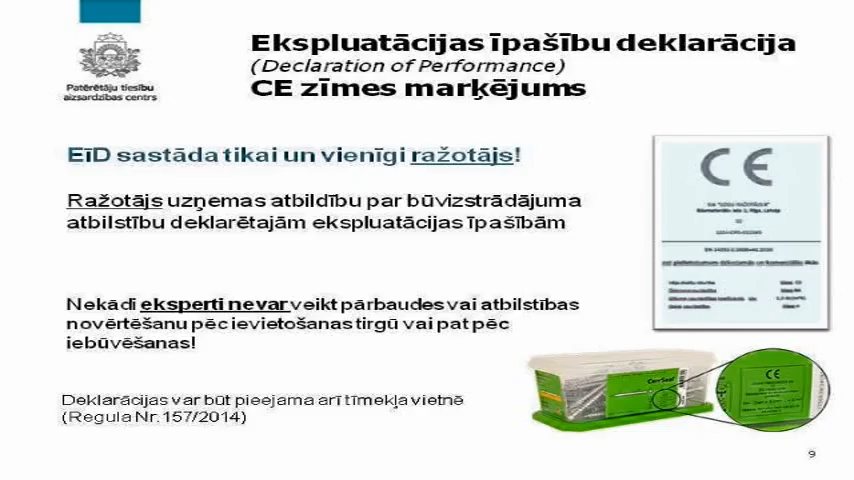 Patērētāju tiesību
aizsardzības centrs
Ekspluatācijas īpašību deklarācija
(Declaration of Performance)
CE zīmes marķējums
EīD sastāda tikai un vienīgi ražotājs!
Ražotājs uzņemas atbildību par būvizstrādājuma
atbilstību deklarētajām ekspluatācijas īpašībām
CE
Nekādi eksperti nevar veikt pārbaudes vai atbilstības
novērtēšanu pēc ievietošanas tirgū vai pat pēc
iebūvēšanas!
CE
Deklarācijas var būt pieejama arī tīmekļa vietnē
(Regula Nr.157/2014)
9